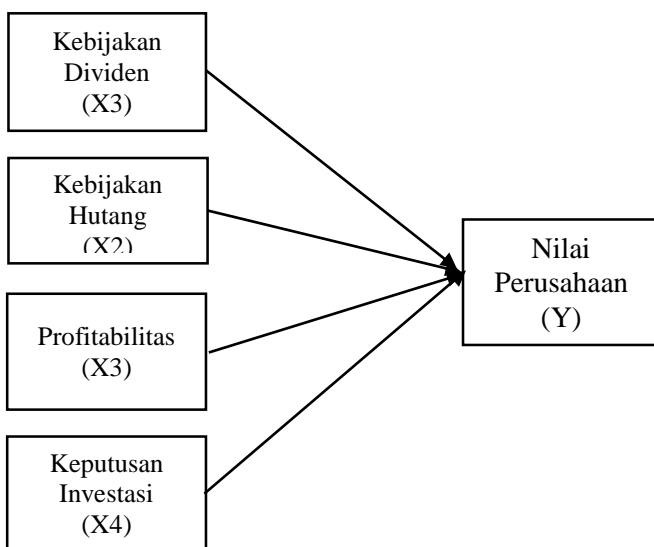 Kebijakan
Dividen
(X3)
Kebijakan
Hutang
(X2)
Profitabilitas
(X3)
Keputusan
Investasi
(X4)
Nilai
Perusahaan
(Y)